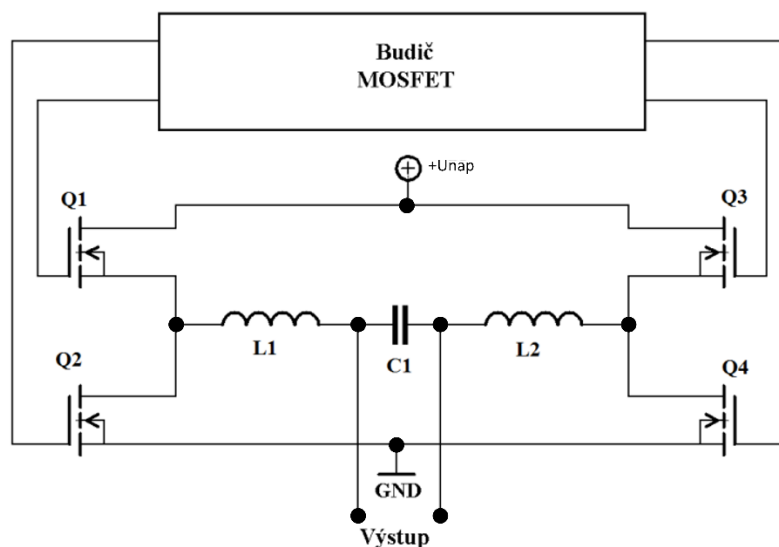 Budič
MOSFET
+Unap
Q1
Q3
L1
C1
L2
Q2
Q4
GND
Výstup